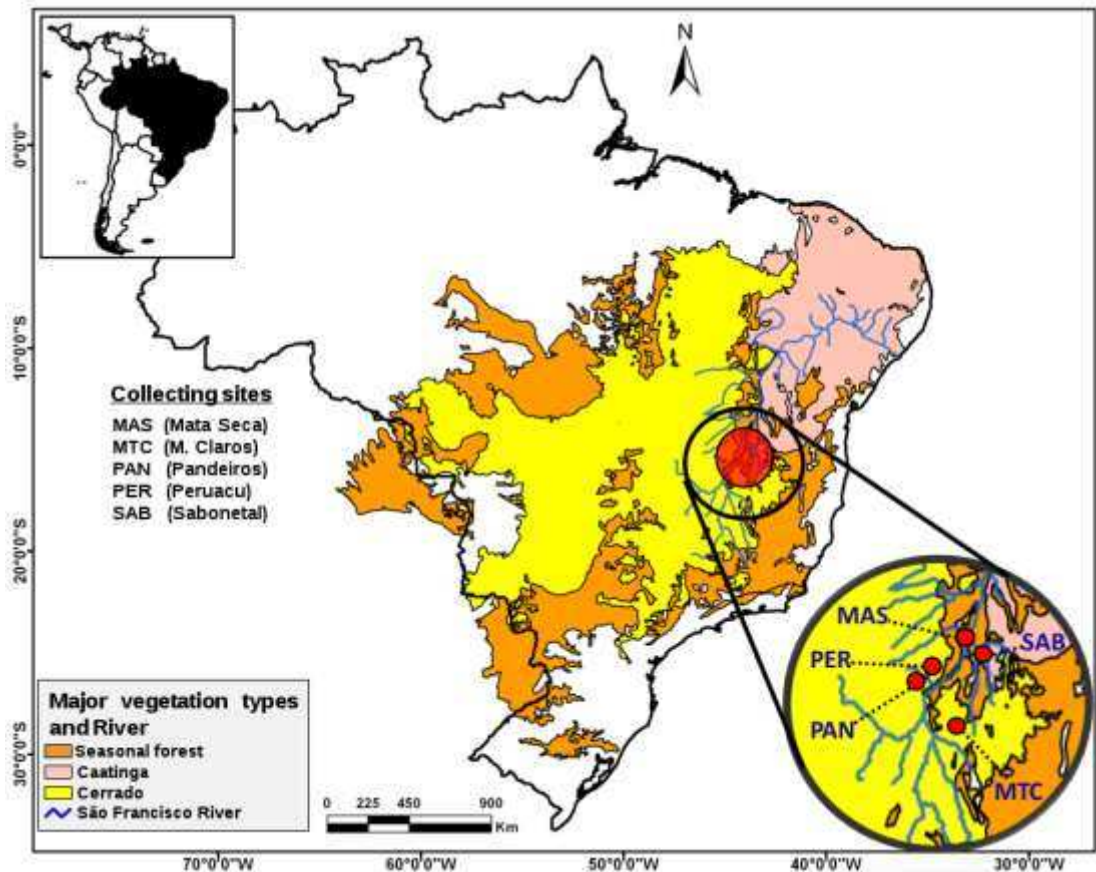 N
0°0'0"
10°0'0"S
20°0'0"S
30°0'0"S
Collecting sites
MAS (Mata Seca)
MTC (M. Claros)
PAN (Pandeiros)
PER (Peruacu)
SAB (Sabonetal)
MAS
SAB
PER
PAN
MTC
Major vegetation types
and River
Seasonal forest
Caatinga
Cerrado
São Francisco River
0 225 450 900
Km
70°0'0"W 60°0'0"W 50°0'0"W 40°0'0"W 30°0'0"W